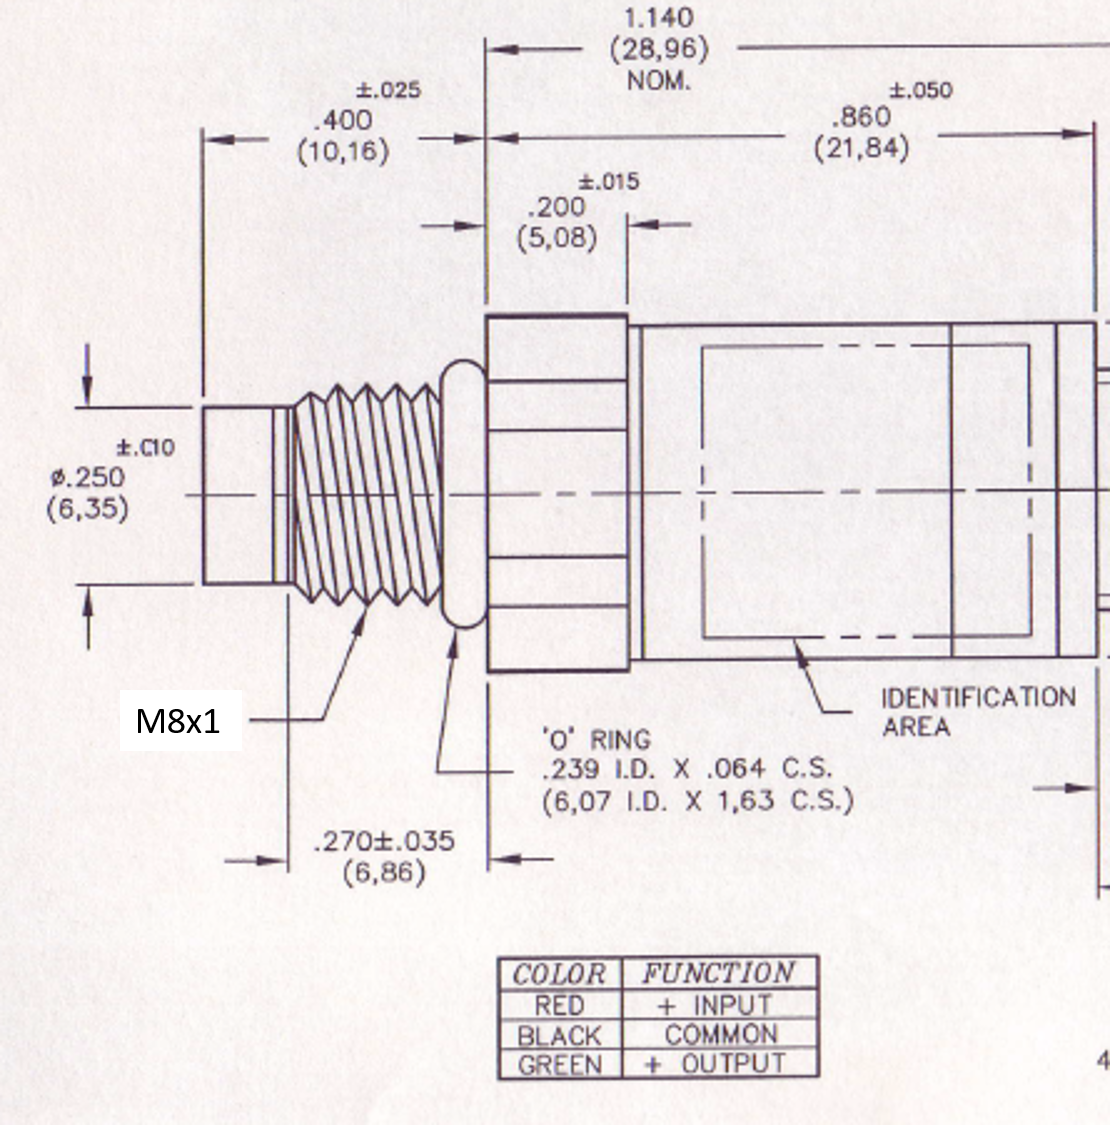 1.140
(28,96)
NOM.
±.025
.400
(10,16)
±.050
.860
(21,84)
±.015
.200
(5,08)
±.010
ø.250
(6,35)
M8x1
IDENTIFICATION
AREA
'O' RING
.239 I.D. X .064 C.S.
(6,07 I.D. X 1,63 C.S.)
.270±.035
(6,86)
COLOR FUNCTION
RED + INPUT
BLACK COMMON
GREEN + OUTPUT
4